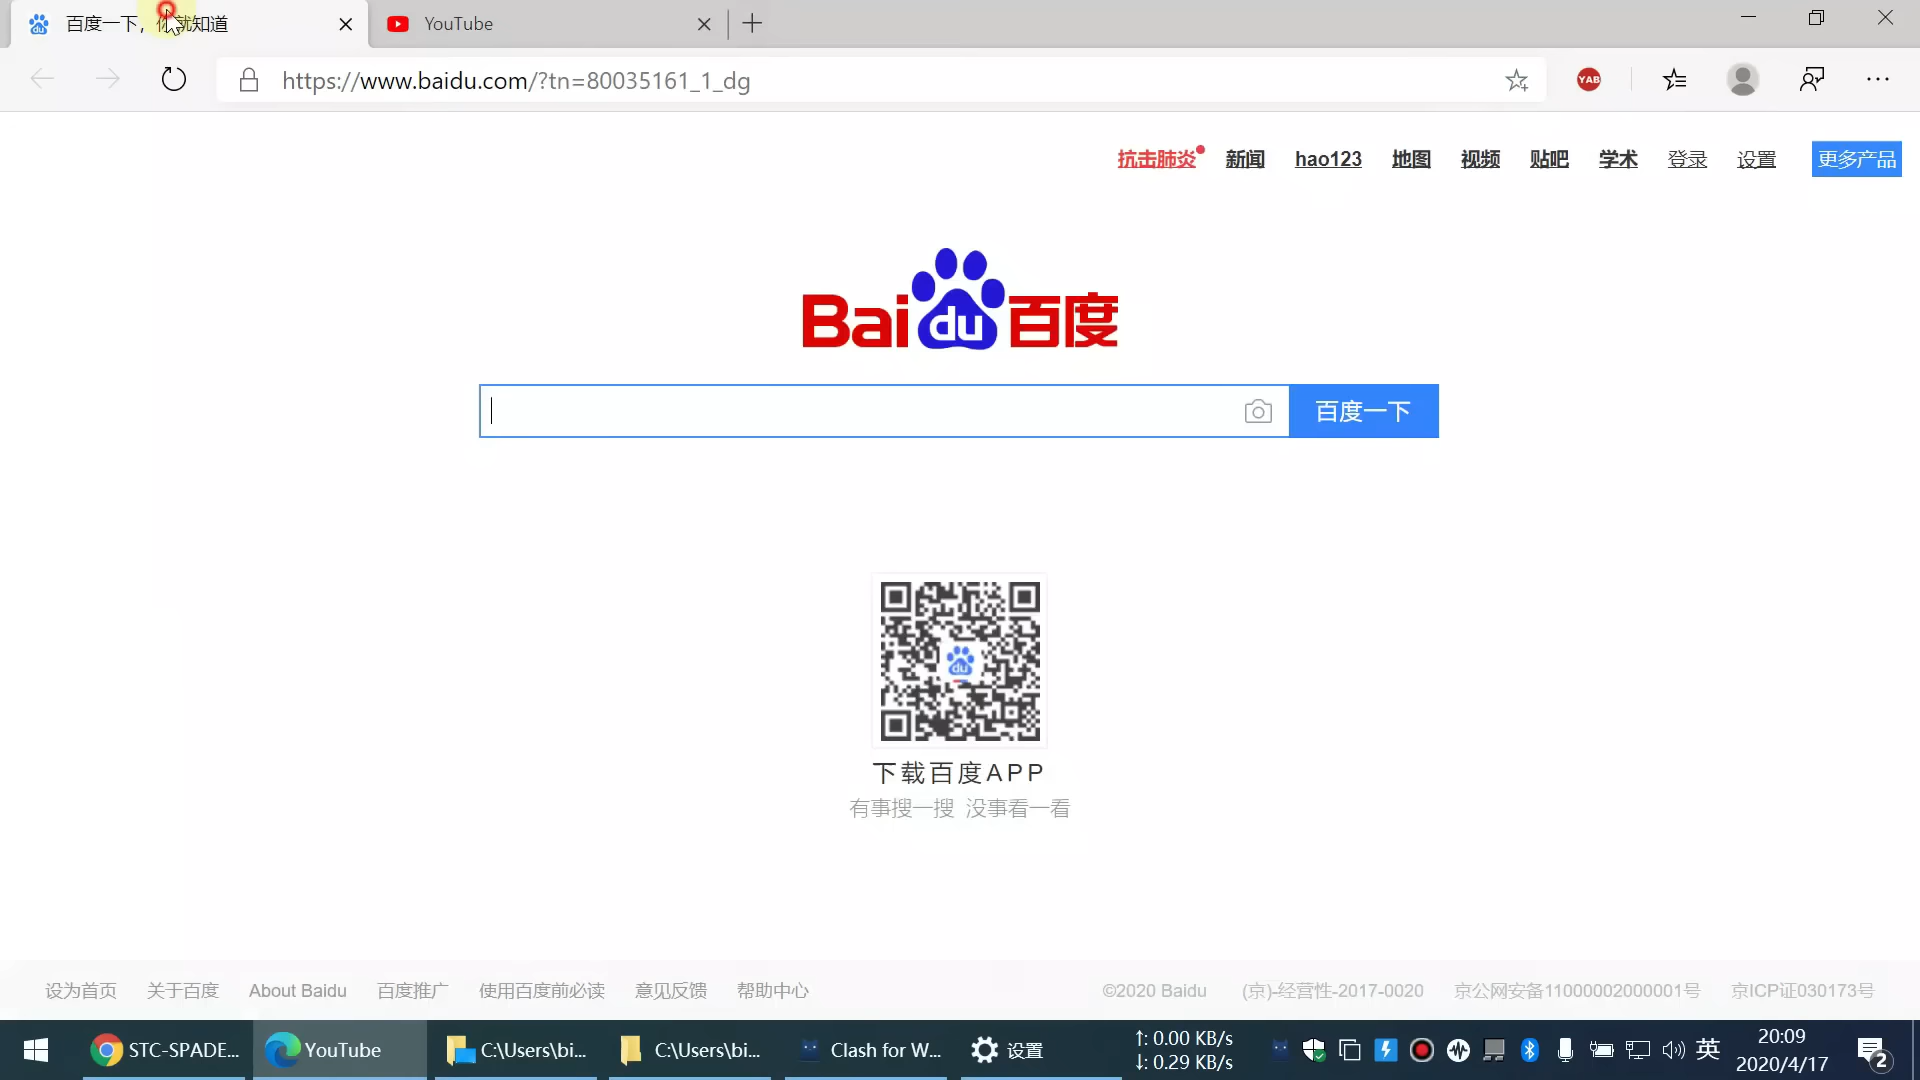 百度一下，你就知道
YouTube
https://www.baidu.com/?tn=80035161_1_dg
YAB
抗击肺炎 新闻 hao123 地图 视频 贴吧 学术 登录 设置 更多产品
Bai du 百度
百度一下
du
下载百度APP
有事搜一搜 没事看一看
设为首页 关于百度 About Baidu 百度推广 使用百度前必读 意见反馈 帮助中心 ©2020 Baidu (京)-经营性-2017-0020 京公网安备11000002000001号 京ICP证030173号
STC-SPADE... YouTube C:\Users\bi... C:\Users\bi... Clash for W... 设置
↑: 0.00 KB/s
↓: 0.29 KB/s
英
20:09
2020/4/17
2